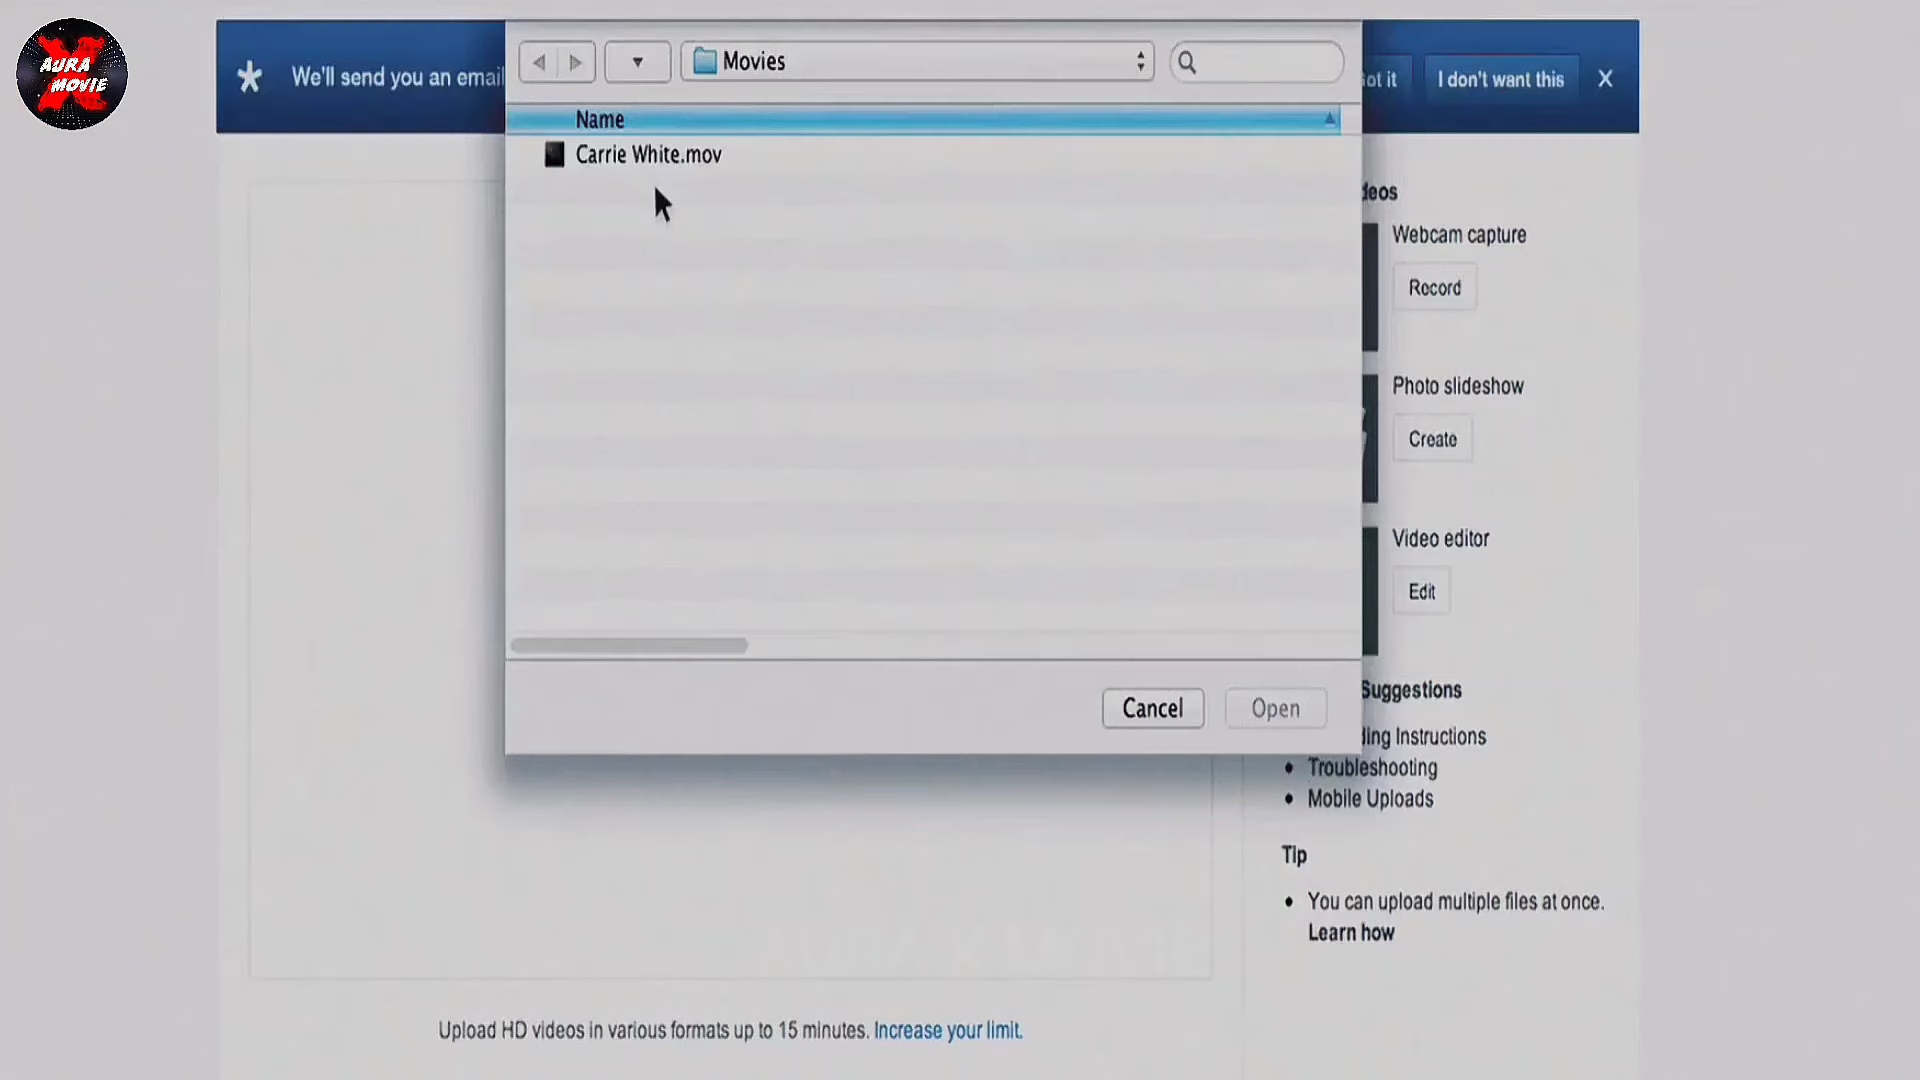 AURA
MOVIE
We'll send you an email
Movies
ot it
I don't want this
Name
Carrie White.mov
deos
Webcam capture
Record
Photo slideshow
Create
Video editor
Edit
Cancel
Open
Suggestions
ding Instructions
Troubleshooting
Mobile Uploads
Tip
You can upload multiple files at once.
Learn how
Upload HD videos in various formats up to 15 minutes. Increase your limit.